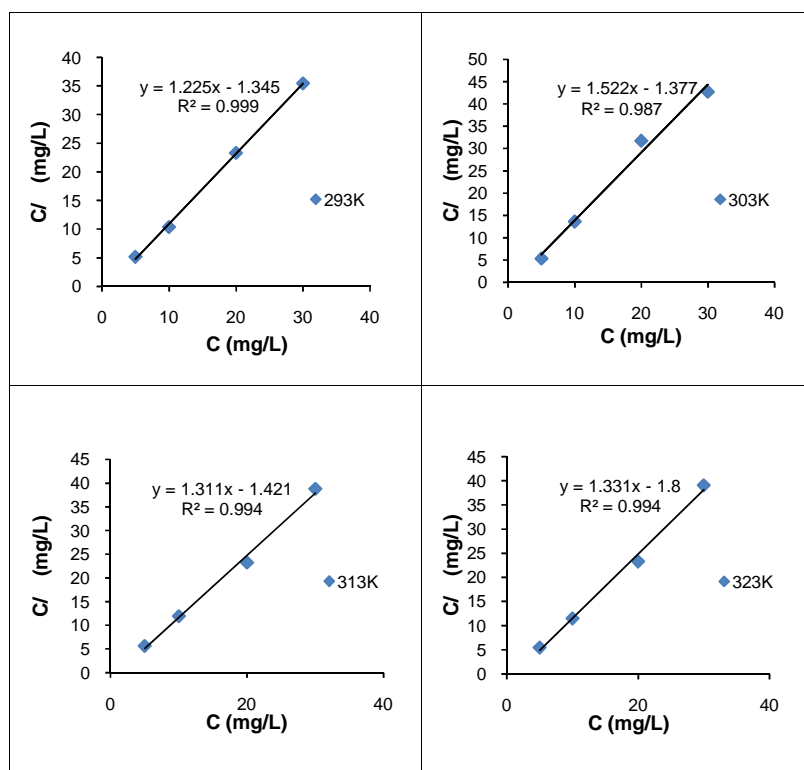 40
35
30
25
20
15
10
5
0
C/ (mg/L)
y = 1.225x - 1.345
R² = 0.999
293K
0 10 20 30 40
C (mg/L)
50
45
40
35
30
25
20
15
10
5
0
C/ (mg/L)
y = 1.522x - 1.377
R² = 0.987
303K
0 10 20 30 40
C (mg/L)
45
40
35
30
25
20
15
10
5
0
C/ (mg/L)
y = 1.311x - 1.421
R² = 0.994
313K
0 20 40
C (mg/L)
45
40
35
30
25
20
15
10
5
0
C/ (mg/L)
y = 1.331x - 1.8
R² = 0.994
323K
0 20 40
C (mg/L)